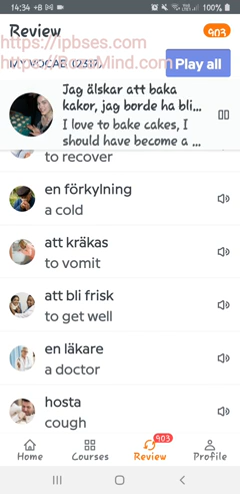 14:34 +8 100%
Review
903
https://ipbses.com
MY VOCAB (2317)
Play all
Jag älskar att baka
kakor, jag borde ha bli...
I love to bake cakes, I
should have become a ...
to recover
en förkylning
a cold
att kräkas
to vomit
att bli frisk
to get well
en läkare
a doctor
hosta
cough
903
Home Courses Review Profile